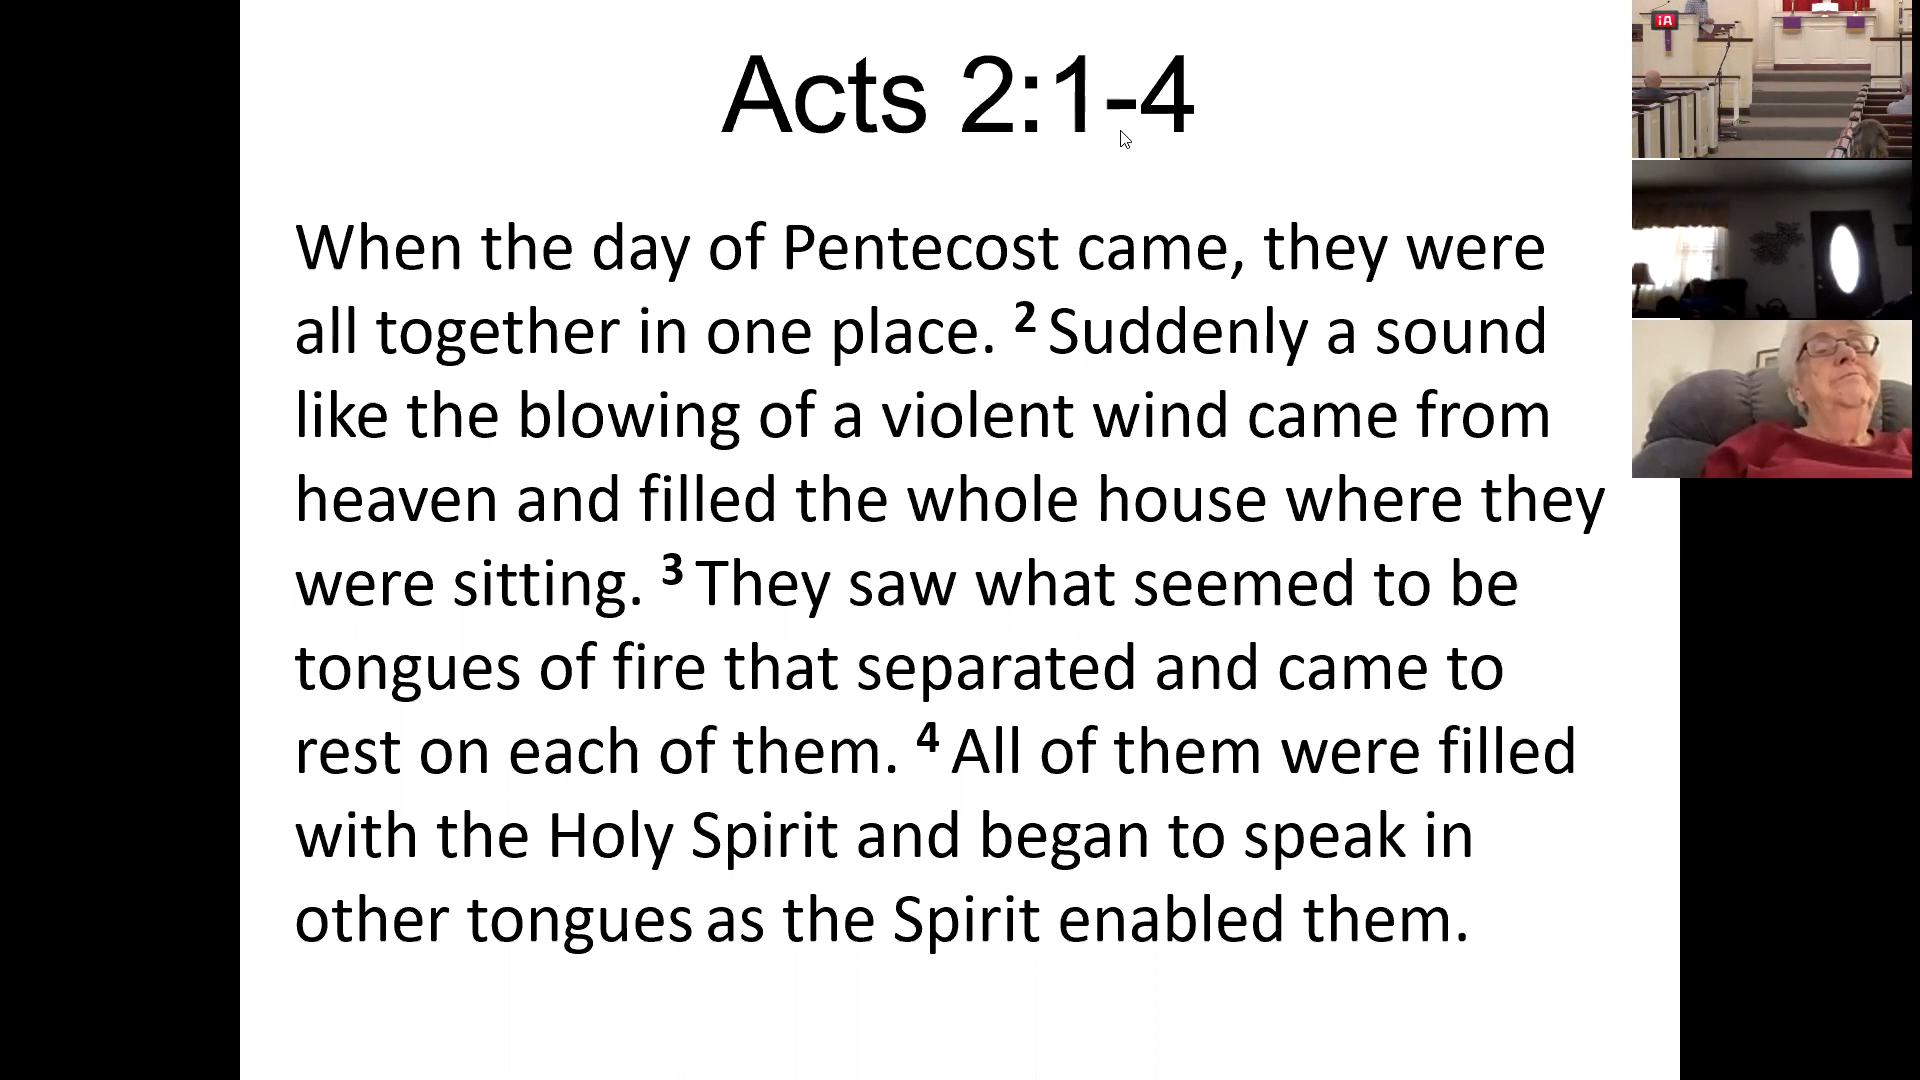 Acts 2:1-4
iA
When the day of Pentecost came, they were
all together in one place. 2 Suddenly a sound
like the blowing of a violent wind came from
heaven and filled the whole house where they
were sitting. 3 They saw what seemed to be
tongues of fire that separated and came to
rest on each of them. 4 All of them were filled
with the Holy Spirit and began to speak in
other tongues as the Spirit enabled them.